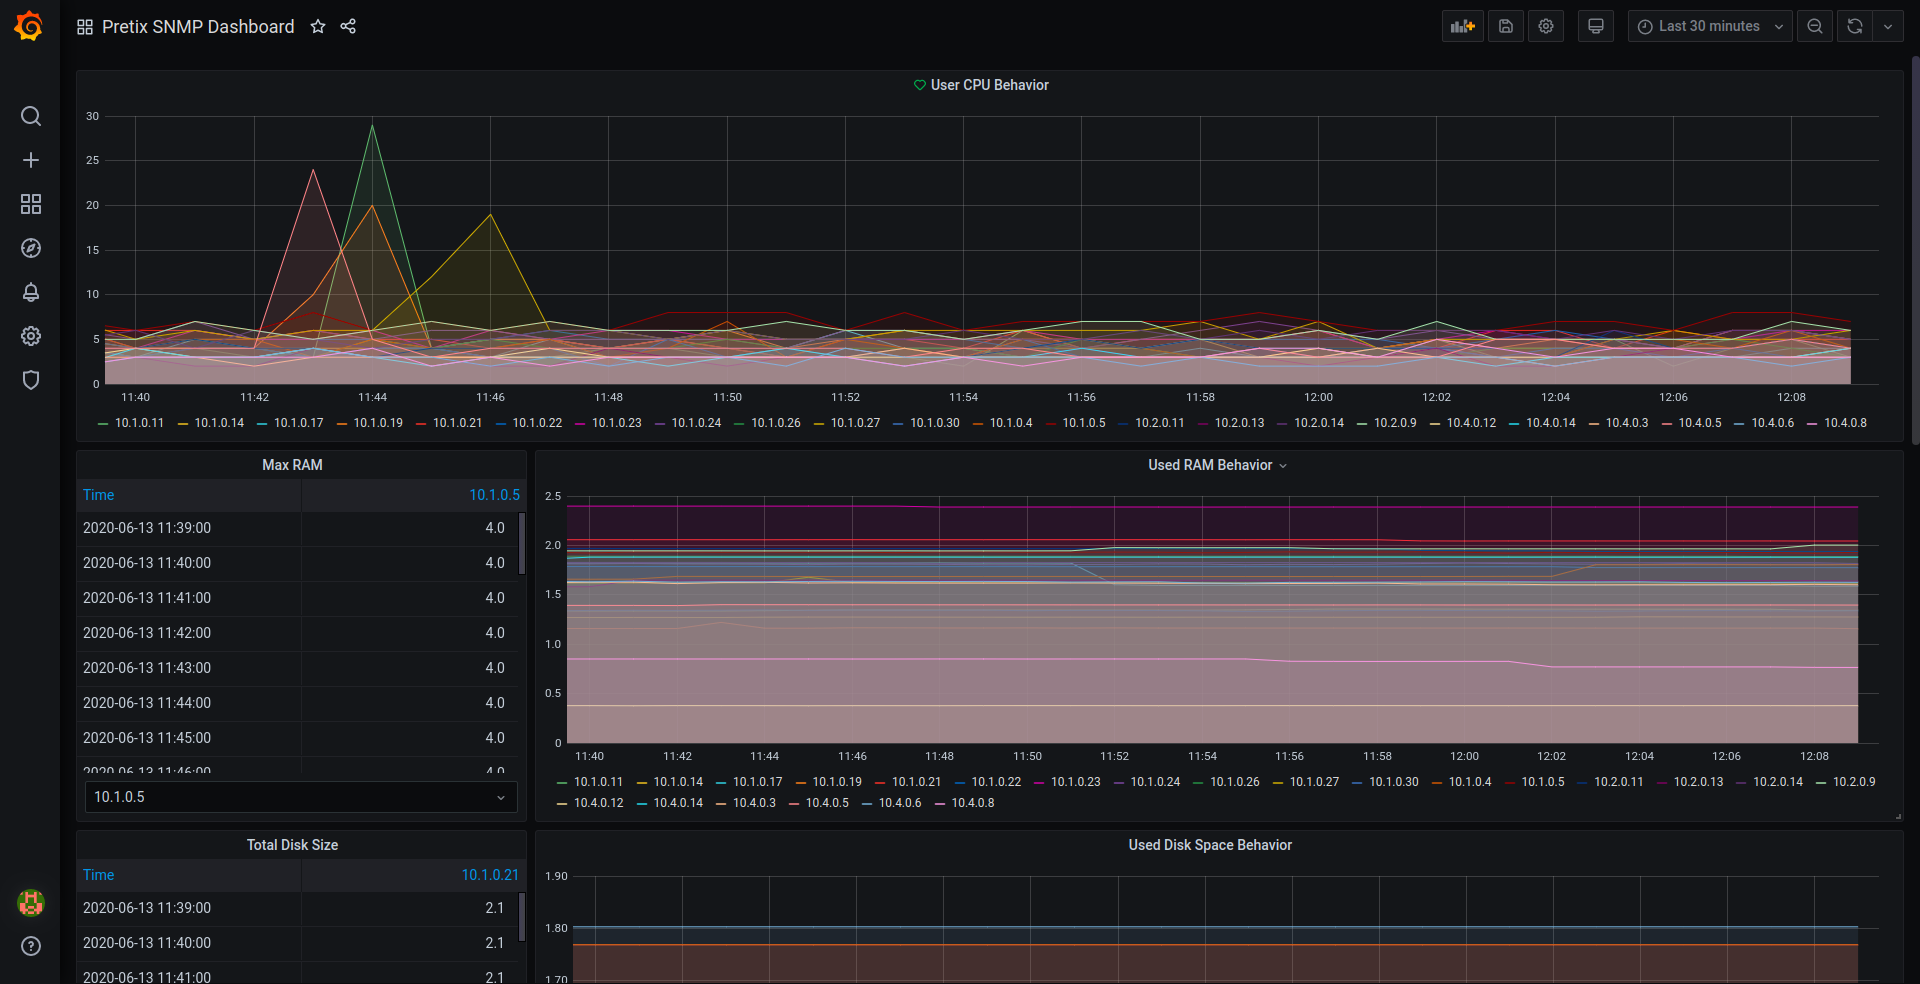 Pretix SNMP Dashboard
Last 30 minutes
User CPU Behavior
30
25
20
15
10
5
0
11:40 11:42 11:44 11:46 11:48 11:50 11:52 11:54 11:56 11:58 12:00 12:02 12:04 12:06 12:08
10.1.0.11 10.1.0.14 10.1.0.17 10.1.0.19 10.1.0.21 10.1.0.22 10.1.0.23 10.1.0.24 10.1.0.26 10.1.0.27 10.1.0.30 10.1.0.4 10.1.0.5 10.2.0.11 10.2.0.13 10.2.0.14 10.2.0.9 10.4.0.12 10.4.0.14 10.4.0.3 10.4.0.5 10.4.0.6 10.4.0.8
Max RAM
Time 10.1.0.5
2020-06-13 11:39:00 4.0
2020-06-13 11:40:00 4.0
2020-06-13 11:41:00 4.0
2020-06-13 11:42:00 4.0
2020-06-13 11:43:00 4.0
2020-06-13 11:44:00 4.0
2020-06-13 11:45:00 4.0
2020-06-13 11:46:00 4.0
10.1.0.5
Used RAM Behavior
2.5
2.0
1.5
1.0
0.5
0
11:40 11:42 11:44 11:46 11:48 11:50 11:52 11:54 11:56 11:58 12:00 12:02 12:04 12:06 12:08
10.1.0.11 10.1.0.14 10.1.0.17 10.1.0.19 10.1.0.21 10.1.0.22 10.1.0.23 10.1.0.24 10.1.0.26 10.1.0.27 10.1.0.30 10.1.0.4 10.1.0.5 10.2.0.11 10.2.0.13 10.2.0.14 10.2.0.9
10.4.0.12 10.4.0.14 10.4.0.3 10.4.0.5 10.4.0.6 10.4.0.8
Total Disk Size
Time 10.1.0.21
2020-06-13 11:39:00 2.1
2020-06-13 11:40:00 2.1
2020-06-13 11:41:00 2.1
Used Disk Space Behavior
1.90
1.80
1.70